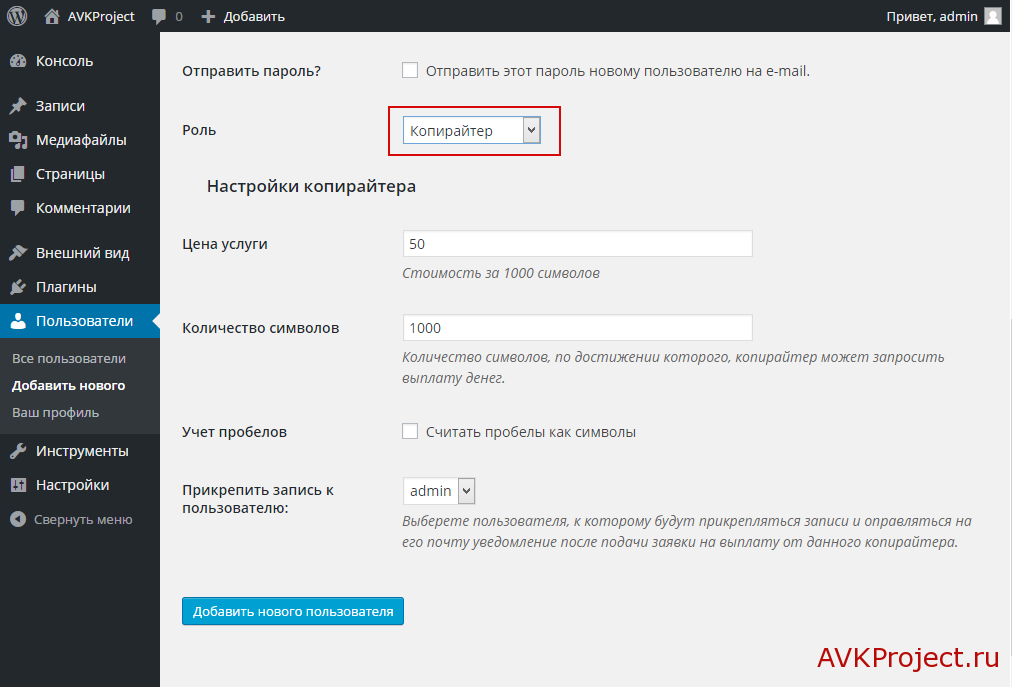 AVKProject 0 Добавить Привет, admin
Консоль
Записи
Медиафайлы
Страницы
Комментарии
Внешний вид
Плагины
Пользователи
Все пользователи
Добавить нового
Ваш профиль
Инструменты
Настройки
Свернуть меню
Отправить пароль? Отправить этот пароль новому пользователю на e-mail.
Роль Копирайтер
Настройки копирайтера
Цена услуги 50
Стоимость за 1000 символов
Количество символов 1000
Количество символов, по достижении которого, копирайтер может запросить
выплату денег.
Учет пробелов Считать пробелы как символы
Прикрепить запись к
пользователю:
admin
Выберете пользователя, к которому будут прикрепляться записи и оправляться на
его почту уведомление после подачи заявки на выплату от данного копирайтера.
Добавить нового пользователя
AVKProject.ru